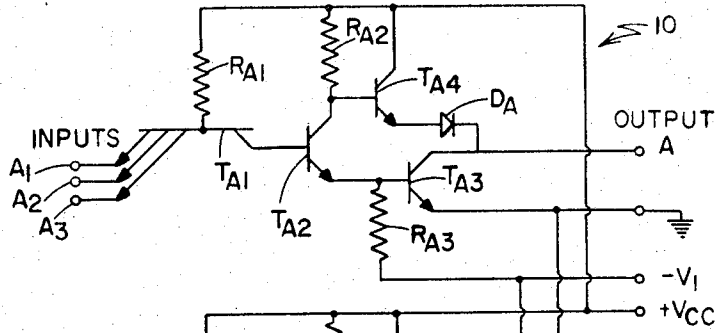 10
RA2
RA1
TA4
DA
INPUTS
OUTPUT
A1
A
TA1
A2
TA3
A3
TA2
RA3
-V1
+VCC